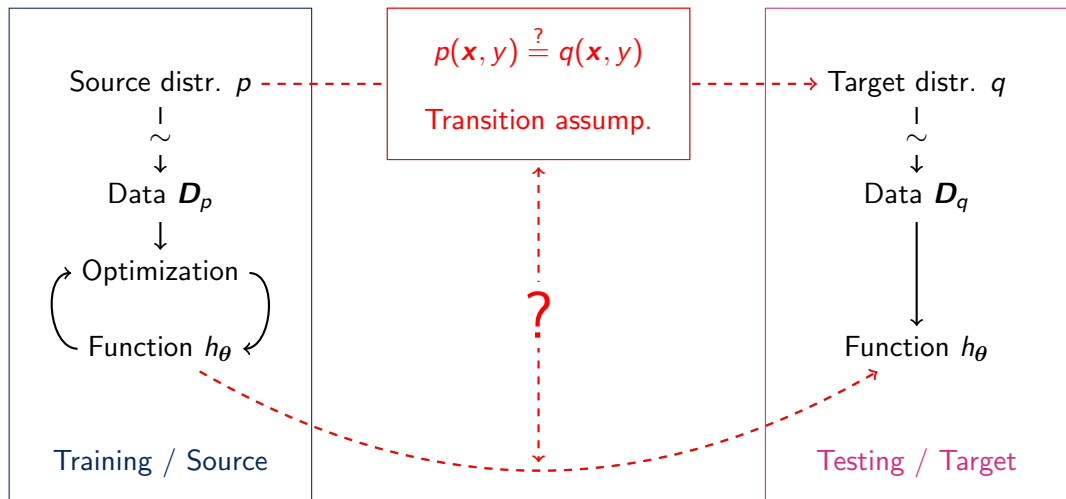 p(x, y) ?= q(x, y)
Transition assump.
Source distr. p
∼
Data D_p
Optimization
Function h_θ
Training / Source
?
Target distr. q
∼
Data D_q
Function h_θ
Testing / Target